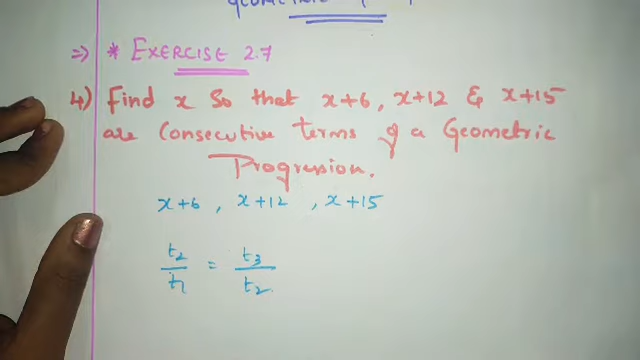 ⇒ * EXERCISE 2.7
4) Find x So that x+6, x+12 & x+15
are Consecutive terms of a Geometric
Progression.
x+6, x+12, x+15
t2/t1 = t3/t2